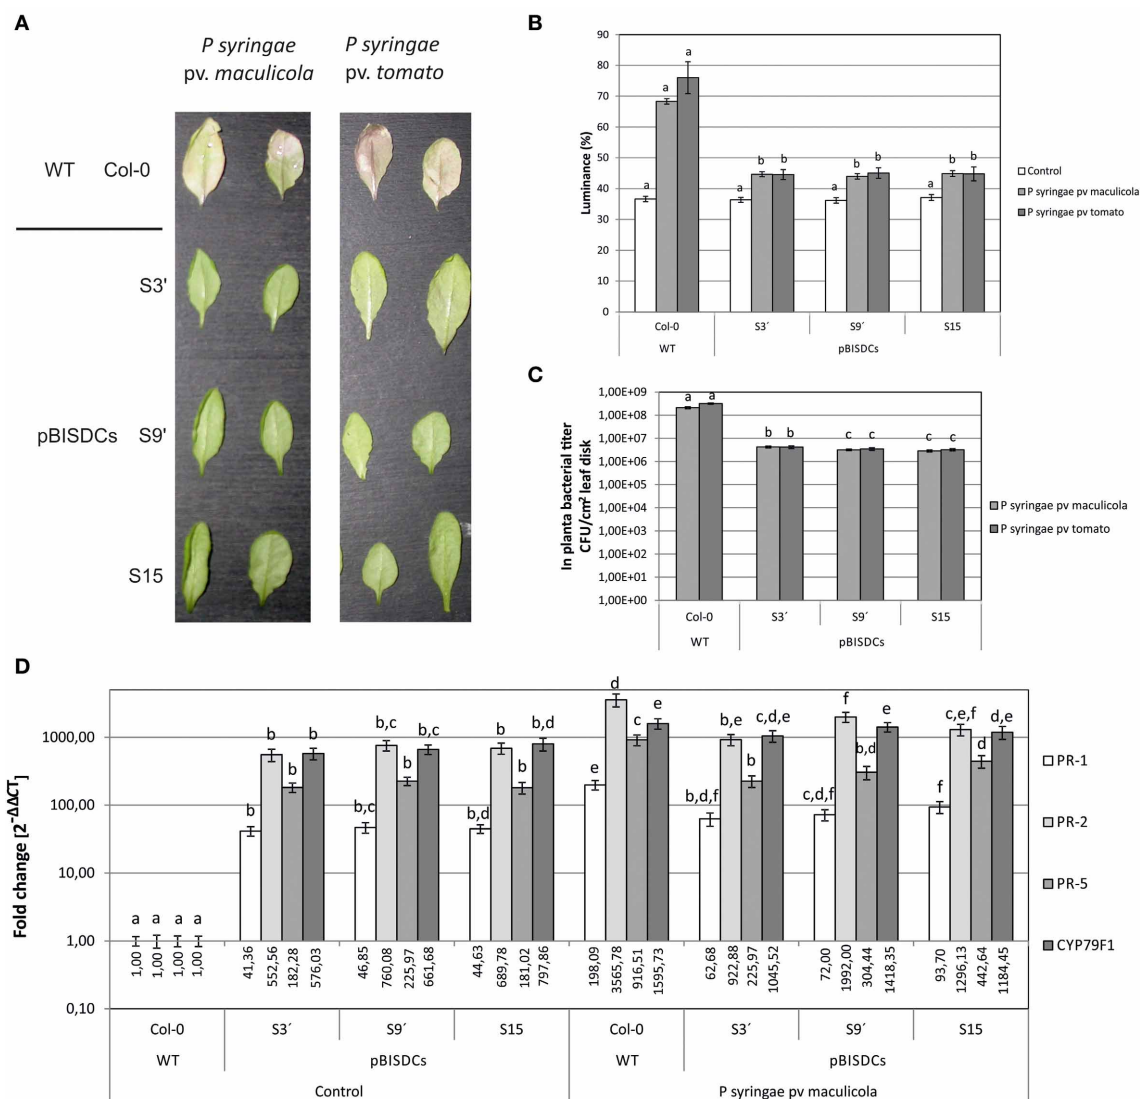 A
P syringae
pv. maculicola
P syringae
pv. tomato
WT Col-0
S3'
pBISDCs S9'
S15
B
Luminance (%)
90
80
70
60
50
40
30
20
10
0
a a a
a b b
a b b
a b b
Col-0 S3´ S9´ S15
WT pBISDCs
Control
P syringae pv maculicola
P syringae pv tomato
C
In planta bacterial titer
CFU/cm2 leaf disk
1,00E+09
1,00E+08
1,00E+07
1,00E+06
1,00E+05
1,00E+04
1,00E+03
1,00E+02
1,00E+01
1,00E+00
a a b b c c c c
Col-0 S3´ S9´ S15
WT pBISDCs
P syringae pv maculicola
P syringae pv tomato
D
Fold change [2-ΔΔCT]
1000,00
100,00
10,00
1,00
0,10
a a a a
b b b b
b,c b,c b b,c
b,d b b b,d
e d c e
b,d,f b,e b c,d,e
c,d,f f b,d e
f c,e,f d d,e
1,00 1,00 1,00 1,00
41,36 552,56 182,28 576,03
46,85 760,08 225,97 661,68
44,63 689,78 181,02 797,86
198,09 3565,78 916,51 1595,73
62,68 922,88 225,97 1045,52
72,00 1992,00 304,44 1418,35
93,70 1296,13 442,64 1184,45
Col-0 S3´ S9´ S15 Col-0 S3´ S9´ S15
WT pBISDCs WT pBISDCs
Control P syringae pv maculicola
PR-1
PR-2
PR-5
CYP79F1